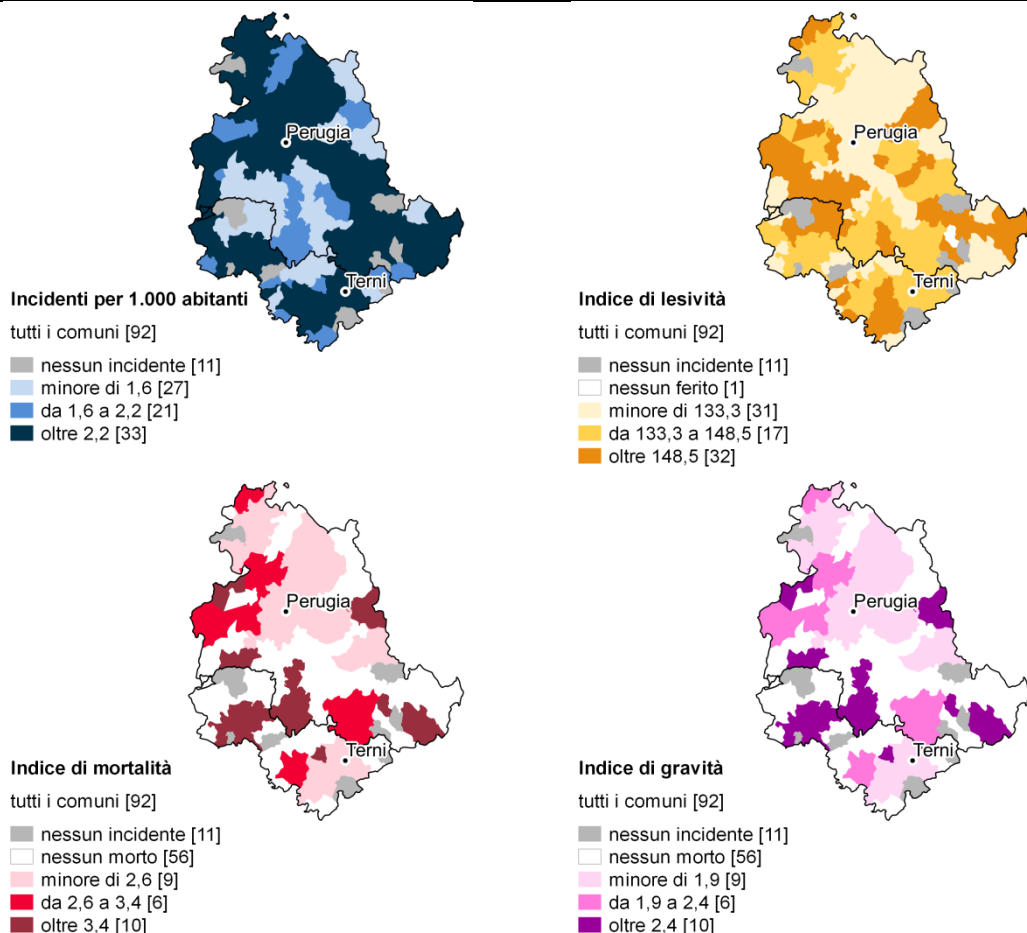 Perugia
Terni
Incidenti per 1.000 abitanti
tutti i comuni [92]
nessun incidente [11]
minore di 1,6 [27]
da 1,6 a 2,2 [21]
oltre 2,2 [33]
Perugia
Terni
Indice di lesività
tutti i comuni [92]
nessun incidente [11]
nessun ferito [1]
minore di 133,3 [31]
da 133,3 a 148,5 [17]
oltre 148,5 [32]
Perugia
Terni
Indice di mortalità
tutti i comuni [92]
nessun incidente [11]
nessun morto [56]
minore di 2,6 [9]
da 2,6 a 3,4 [6]
oltre 3,4 [10]
Perugia
Terni
Indice di gravità
tutti i comuni [92]
nessun incidente [11]
nessun morto [56]
minore di 1,9 [9]
da 1,9 a 2,4 [6]
oltre 2,4 [10]